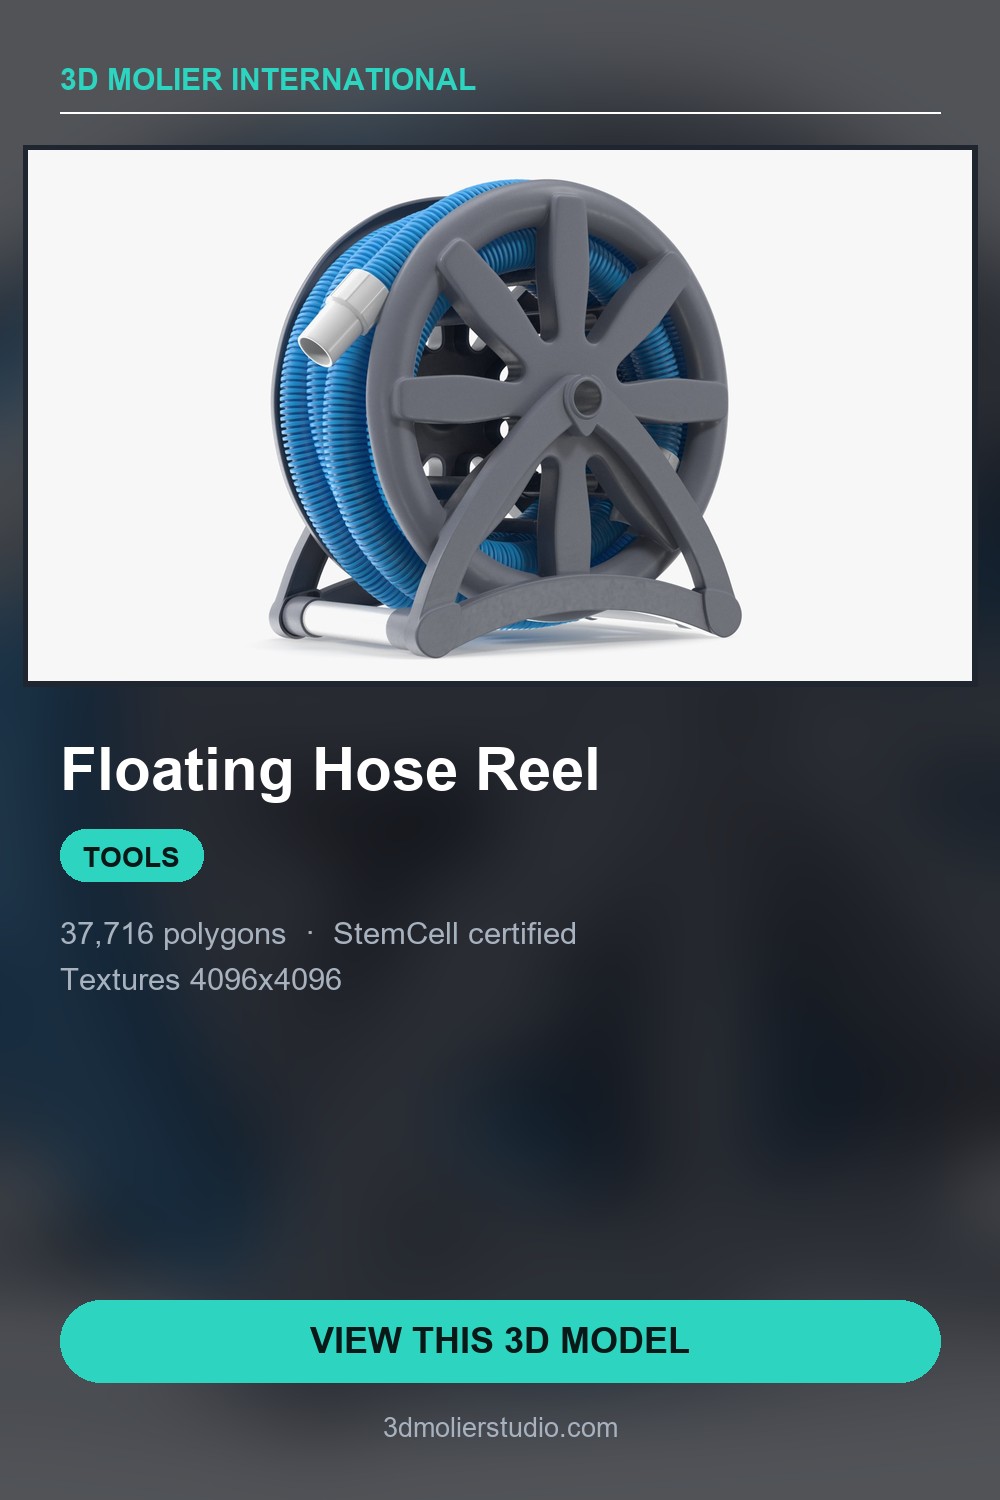 3D MOLIER INTERNATIONAL
Floating Hose Reel
TOOLS
37,716 polygons · StemCell certified
Textures 4096x4096
VIEW THIS 3D MODEL
3dmolierstudio.com